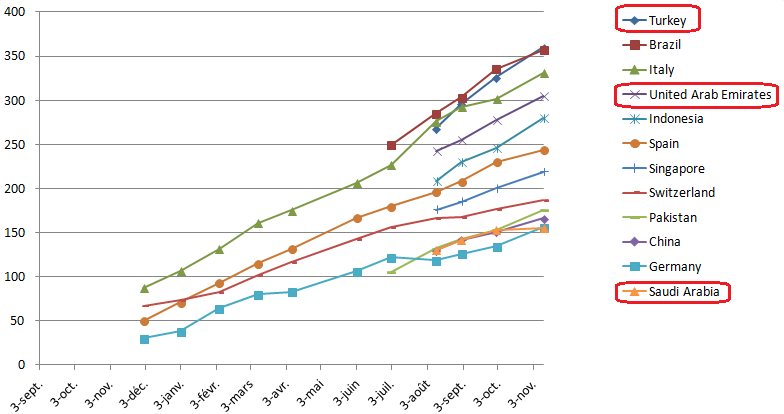 400
350
300
250
200
150
100
50
0
3-sept.
3-oct.
3-nov.
3-déc.
3-janv.
3-févr.
3-mars
3-avr.
3-mai
3-juin
3-juil.
3-août
3-sept.
3-oct.
3-nov.
Turkey
Brazil
Italy
United Arab Emirates
Indonesia
Spain
Singapore
Switzerland
Pakistan
China
Germany
Saudi Arabia